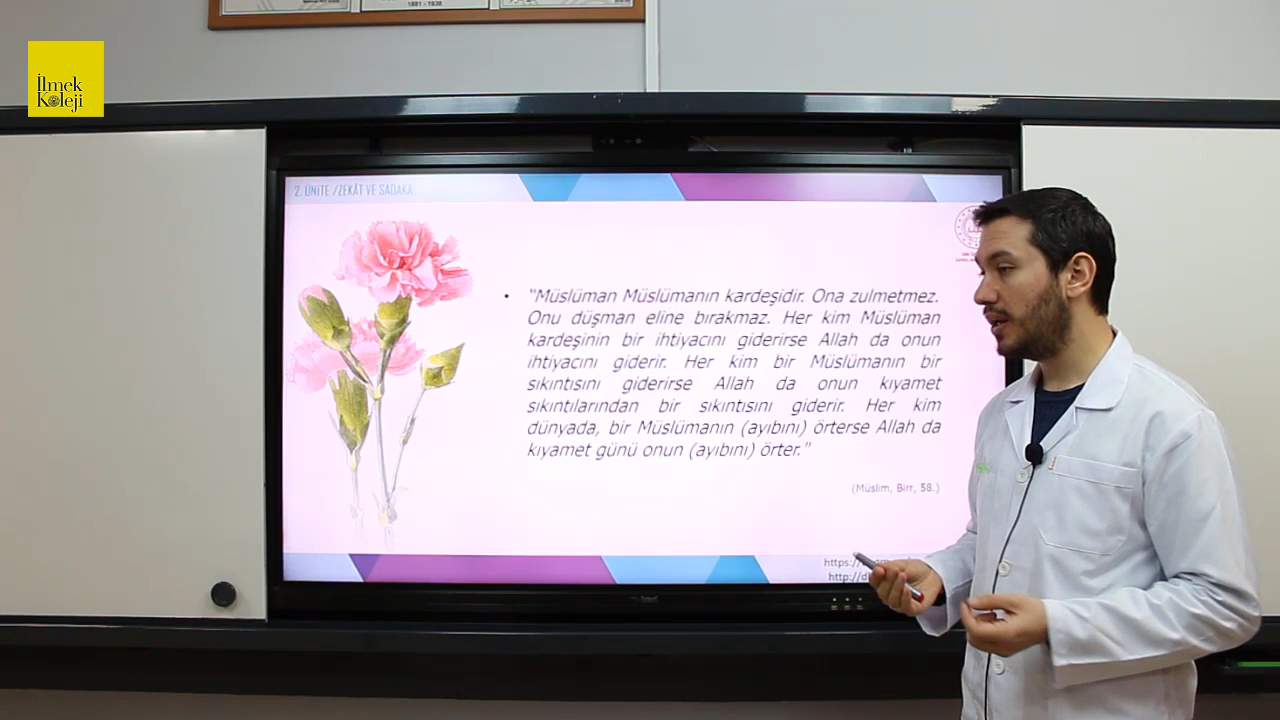 1881 - 1938
İlmek
Koleji
2. ÜNİTE /ZEKÂT VE SADAKA
• "Müslüman Müslümanın kardeşidir. Ona zulmetmez.
Onu düşman eline bırakmaz. Her kim Müslüman
kardeşinin bir ihtiyacını giderirse Allah da onun
ihtiyacını giderir. Her kim bir Müslümanın bir
sıkıntısını giderirse Allah da onun kıyamet
sıkıntılarından bir sıkıntısını giderir. Her kim
dünyada, bir Müslümanın (ayıbını) örterse Allah da
kıyamet günü onun (ayıbını) örter."
(Müslim, Birr, 58.)
https://
http://d